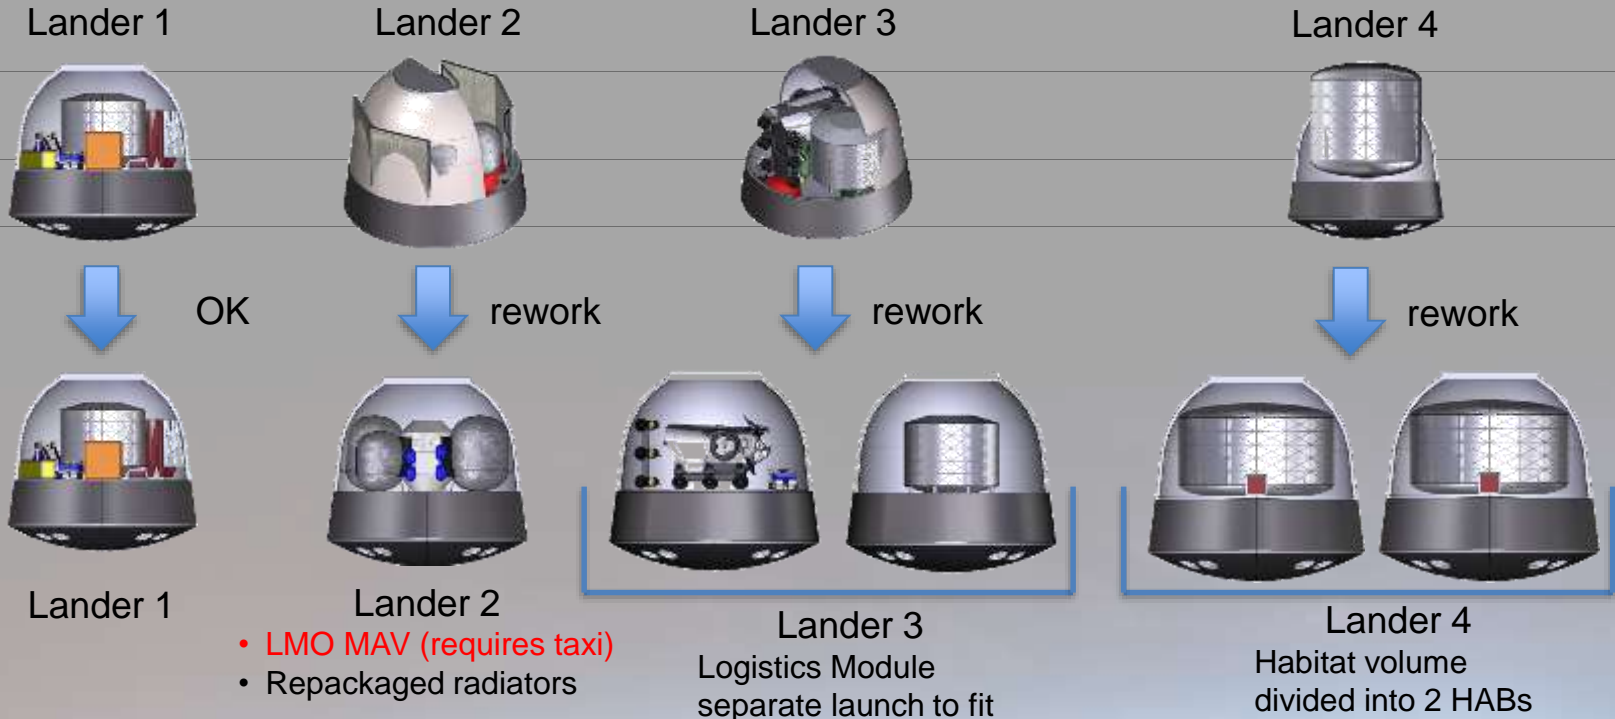 Lander 1
Lander 2
Lander 3
Lander 4
OK
rework
rework
rework
Lander 1
Lander 2
• LMO MAV (requires taxi)
• Repackaged radiators
Lander 3
Logistics Module
separate launch to fit
Lander 4
Habitat volume
divided into 2 HABs